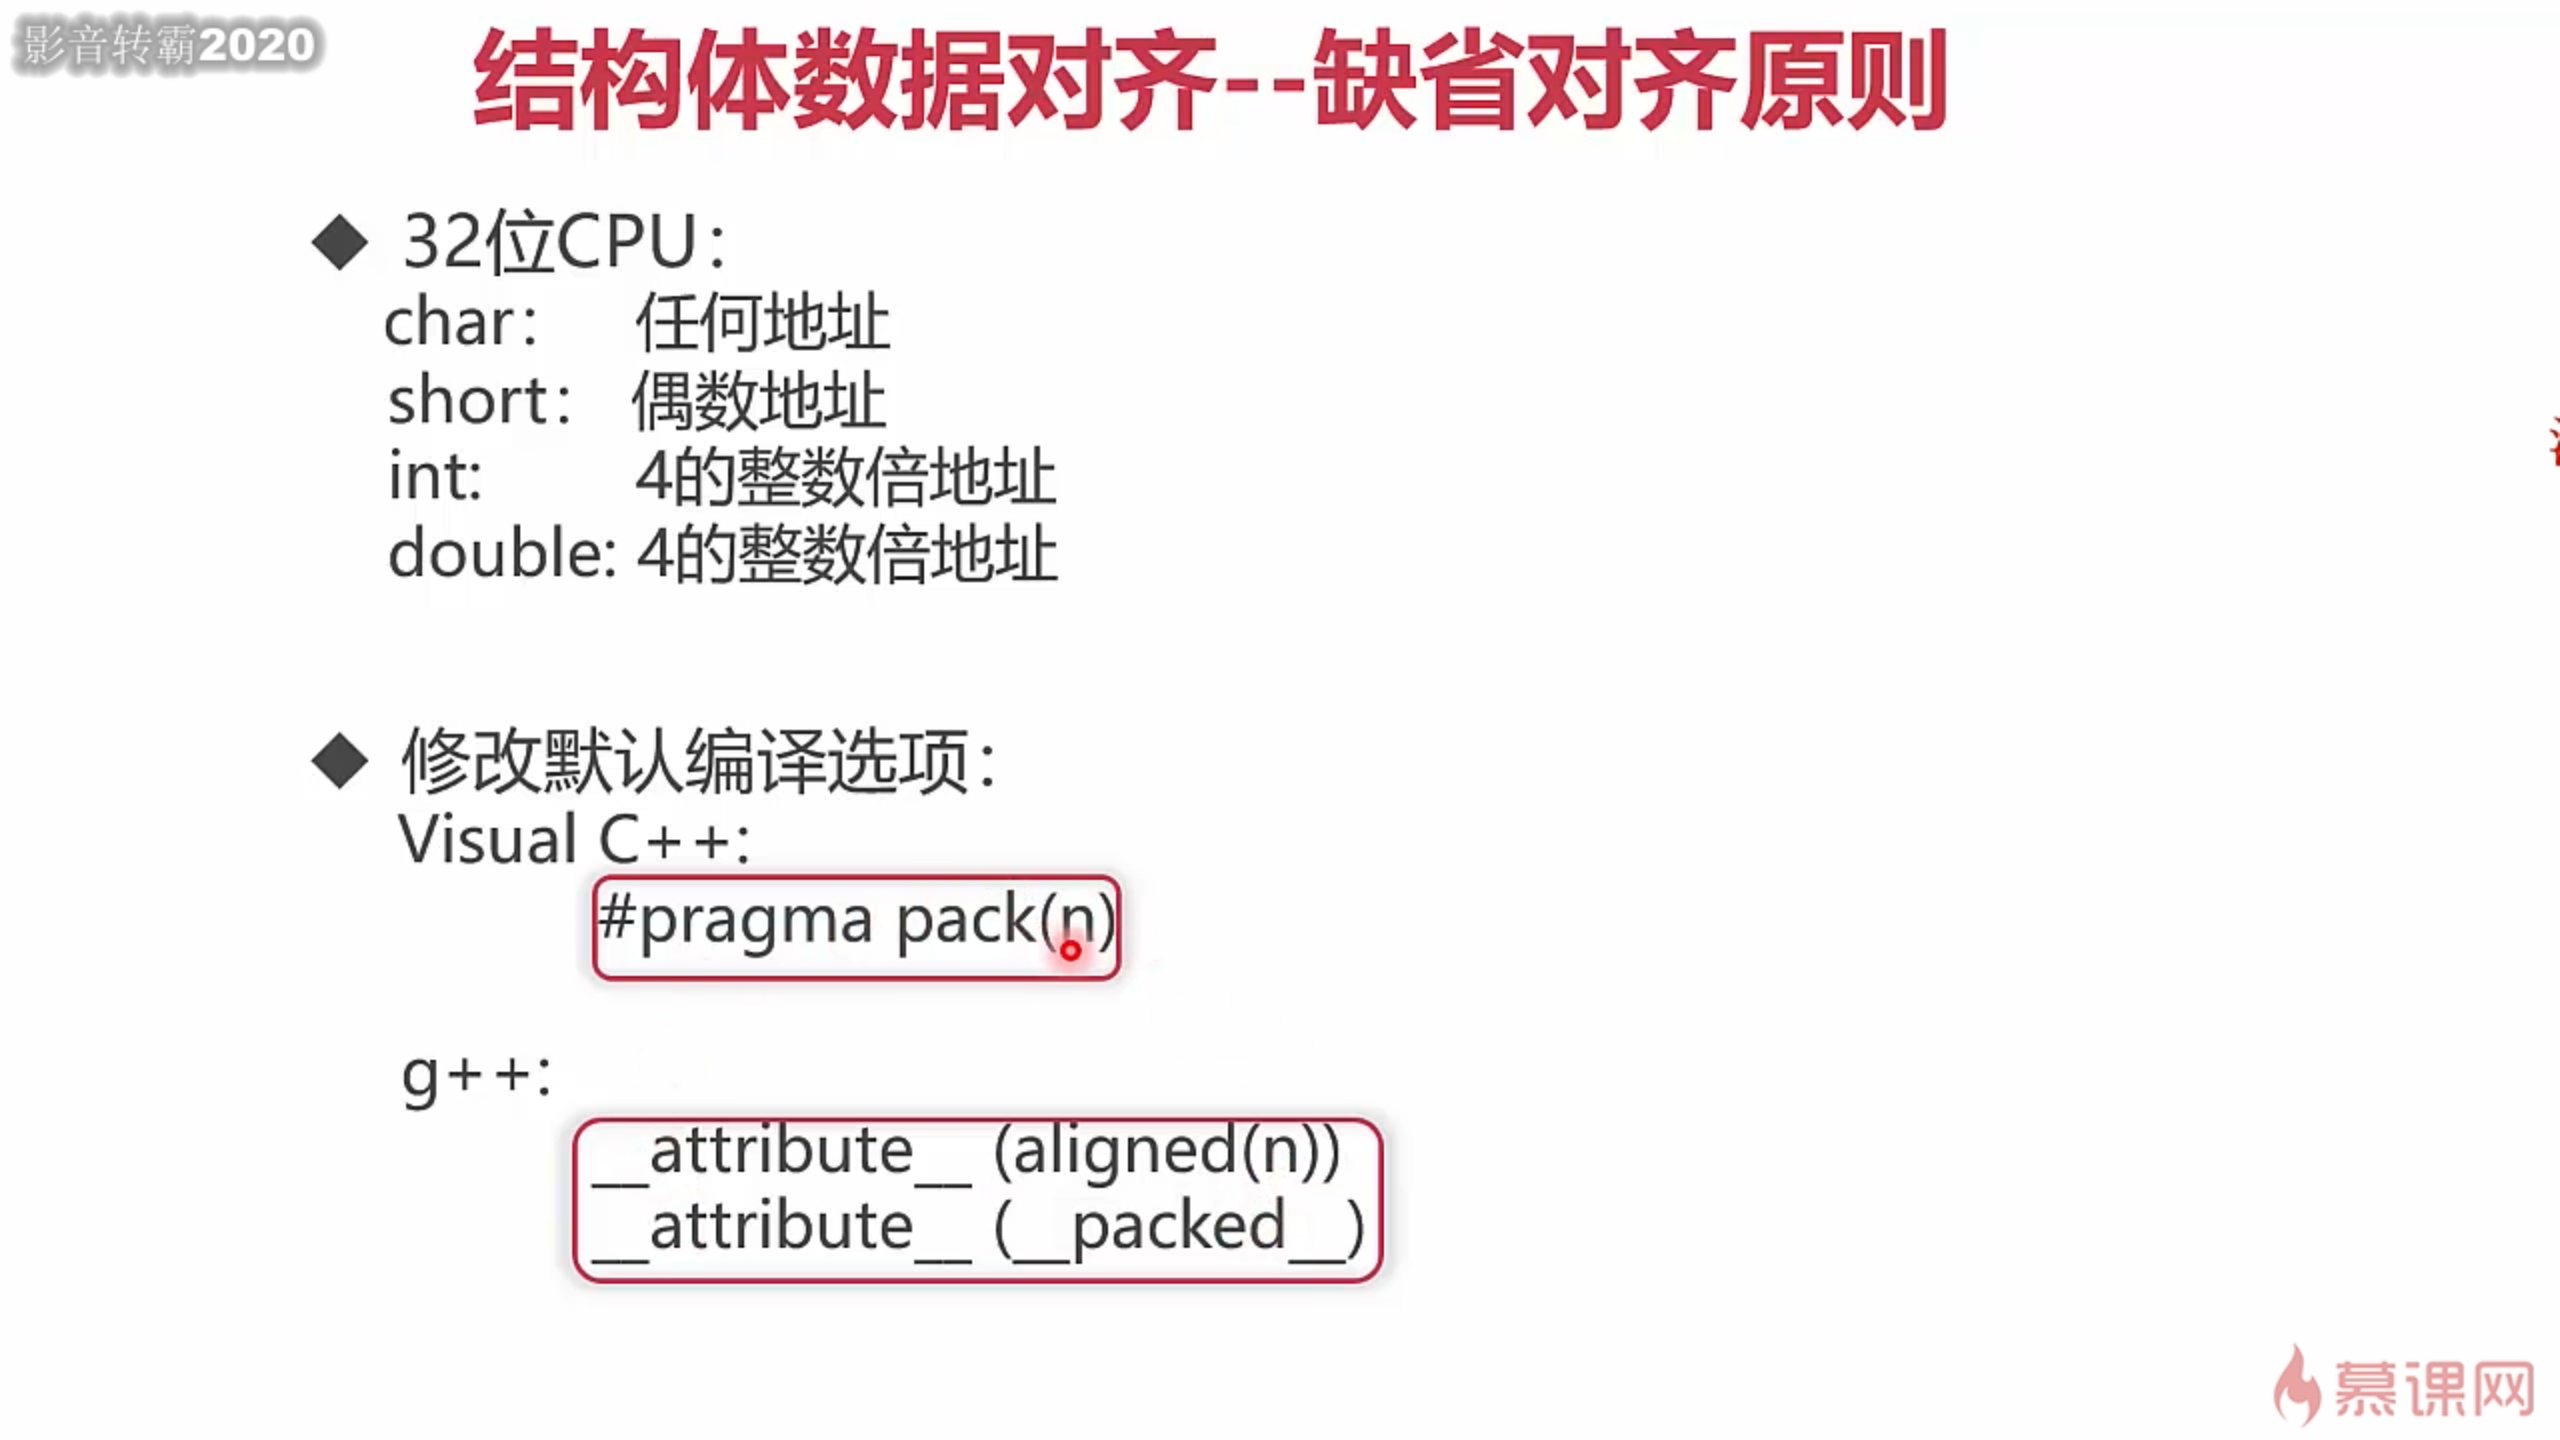 影音转霸2020
结构体数据对齐--缺省对齐原则
◆ 32位CPU：
char： 任何地址
short： 偶数地址
int: 4的整数倍地址
double: 4的整数倍地址
◆ 修改默认编译选项：
Visual C++:
#pragma pack(n)
g++:
__attribute__ (aligned(n))
__attribute__ (__packed__)
慕课网